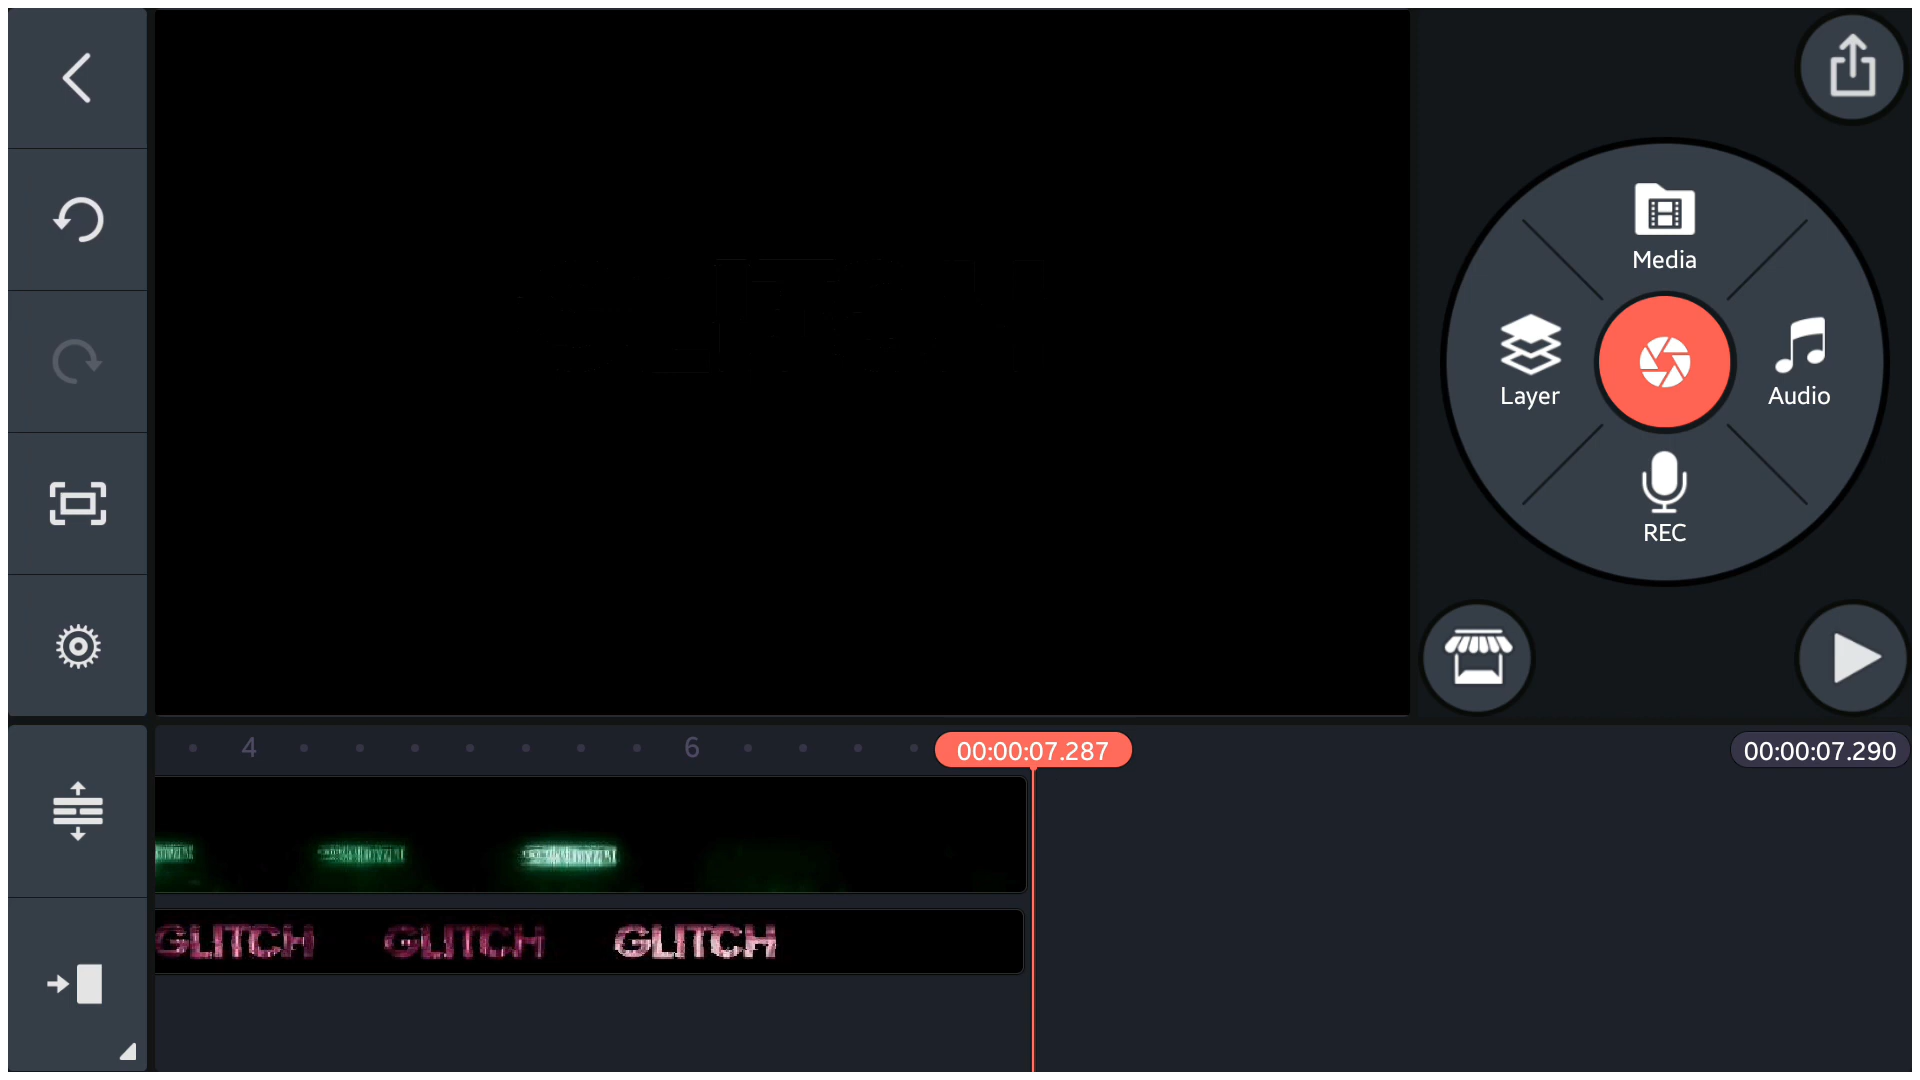 Media
Layer
Audio
REC
4
6
00:00:07.287
00:00:07.290
GLITCH GLITCH GLITCH